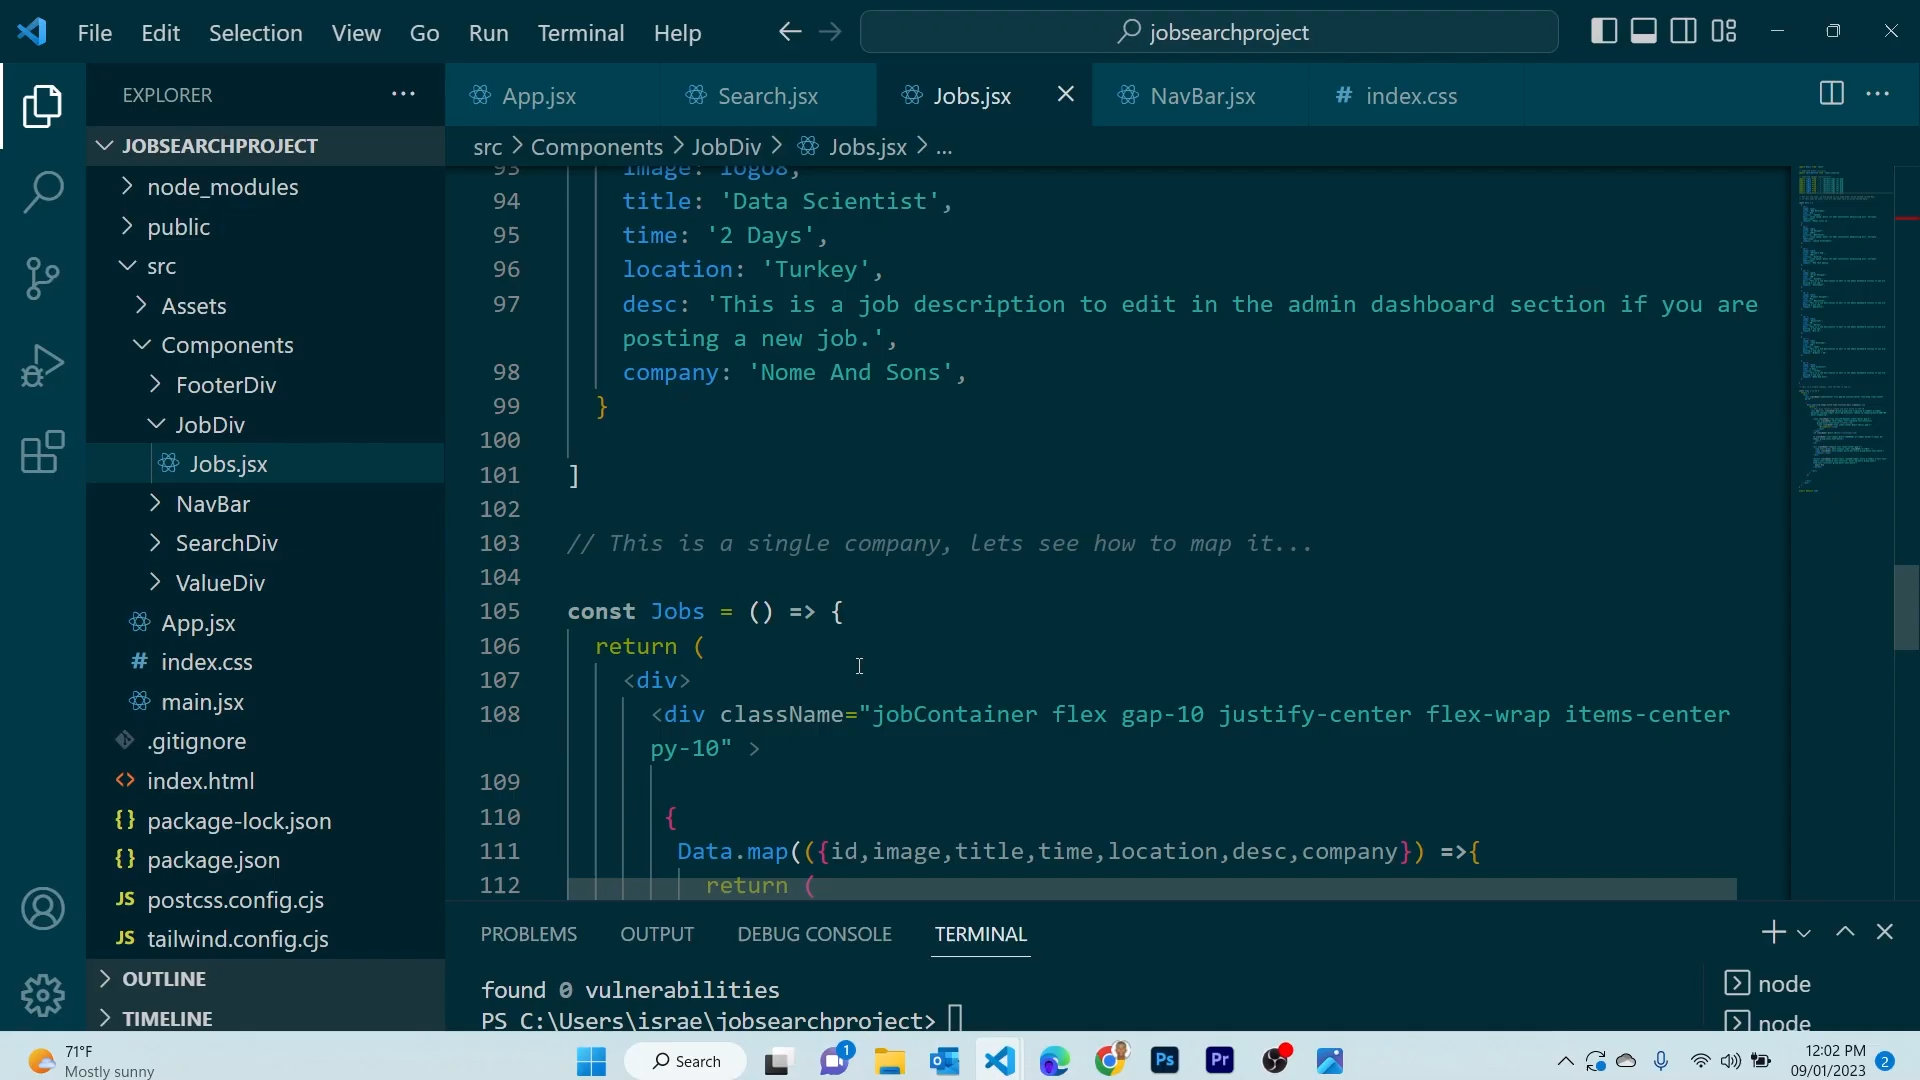 File Edit Selection View Go Run Terminal Help
jobsearchproject
EXPLORER
App.jsx
Search.jsx
Jobs.jsx
NavBar.jsx
# index.css
JOBSEARCHPROJECT
src > Components > JobDiv > Jobs.jsx > ...
node_modules
public
src
Assets
Components
FooterDiv
JobDiv
Jobs.jsx
NavBar
SearchDiv
ValueDiv
App.jsx
# index.css
main.jsx
.gitignore
<> index.html
{} package-lock.json
{} package.json
JS postcss.config.cjs
JS tailwind.config.cjs
OUTLINE
TIMELINE
93 image: logo8,
94 title: 'Data Scientist',
95 time: '2 Days',
96 location: 'Turkey',
97 desc: 'This is a job description to edit in the admin dashboard section if you are
posting a new job.',
98 company: 'Nome And Sons',
99 }
100
101 ]
102
103 // This is a single company, lets see how to map it...
104
105 const Jobs = () => {
106 return (
107 <div>
108 <div className="jobContainer flex gap-10 justify-center flex-wrap items-center
py-10" >
109
110 {
111 Data.map(({id,image,title,time,location,desc,company}) =>{
112 return (
PROBLEMS OUTPUT DEBUG CONSOLE TERMINAL
found 0 vulnerabilities
PS C:\Users\israe\jobsearchproject>
node
node
71°F
Mostly sunny
Search
1
Ps
Pr
12:02 PM
09/01/2023
2